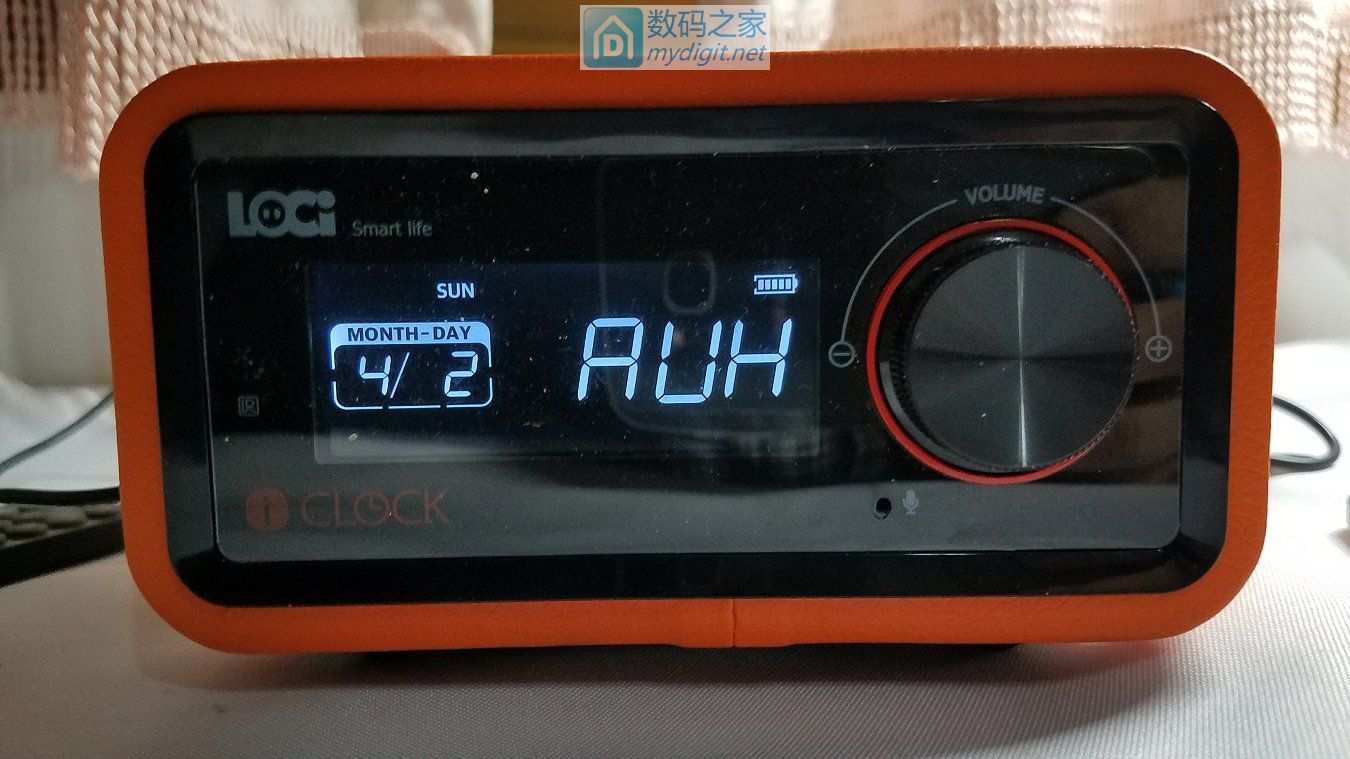 数码之家
mydigit.net
LOCi Smart life
VOLUME
SUN
MONTH-DAY
4/ 2
AUH
i CLOCK